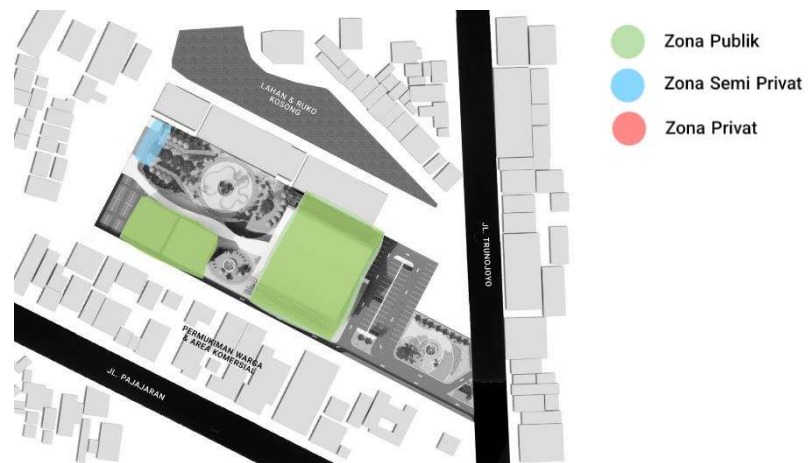 Zona Publik
Zona Semi Privat
Zona Privat
LAHAN & RUKO
KOSONG
JL. TRUNOJOYO
PERMUKIMAN WARGA
& AREA KOMERSIAL
JL. PAJAJARAN